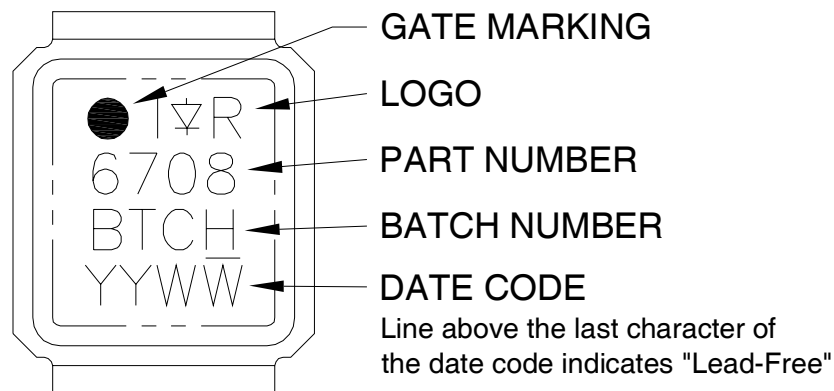 GATE MARKING
I R
LOGO
6708
PART NUMBER
BTCH
BATCH NUMBER
YYWW
DATE CODE
Line above the last character of
the date code indicates "Lead-Free"